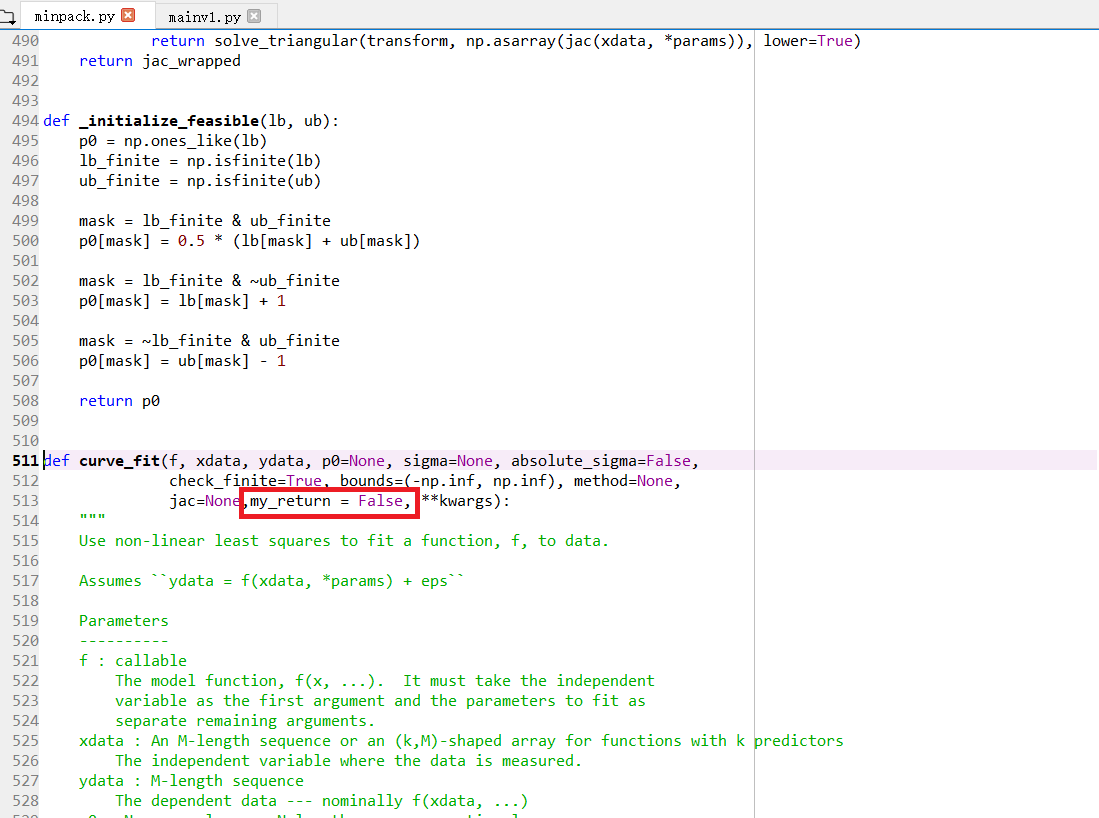 minpack.py mainv1.py
490 return solve_triangular(transform, np.asarray(jac(xdata, *params)), lower=True)
491 return jac_wrapped
492
493
494 def _initialize_feasible(lb, ub):
495 p0 = np.ones_like(lb)
496 lb_finite = np.isfinite(lb)
497 ub_finite = np.isfinite(ub)
498
499 mask = lb_finite & ub_finite
500 p0[mask] = 0.5 * (lb[mask] + ub[mask])
501
502 mask = lb_finite & ~ub_finite
503 p0[mask] = lb[mask] + 1
504
505 mask = ~lb_finite & ub_finite
506 p0[mask] = ub[mask] - 1
507
508 return p0
509
510
511 def curve_fit(f, xdata, ydata, p0=None, sigma=None, absolute_sigma=False,
512 check_finite=True, bounds=(-np.inf, np.inf), method=None,
513 jac=None,my_return = False, **kwargs):
514 """
515 Use non-linear least squares to fit a function, f, to data.
516
517 Assumes ``ydata = f(xdata, *params) + eps``
518
519 Parameters
520 ----------
521 f : callable
522 The model function, f(x, ...). It must take the independent
523 variable as the first argument and the parameters to fit as
524 separate remaining arguments.
525 xdata : An M-length sequence or an (k,M)-shaped array for functions with k predictors
526 The independent variable where the data is measured.
527 ydata : M-length sequence
528 The dependent data --- nominally f(xdata, ...)